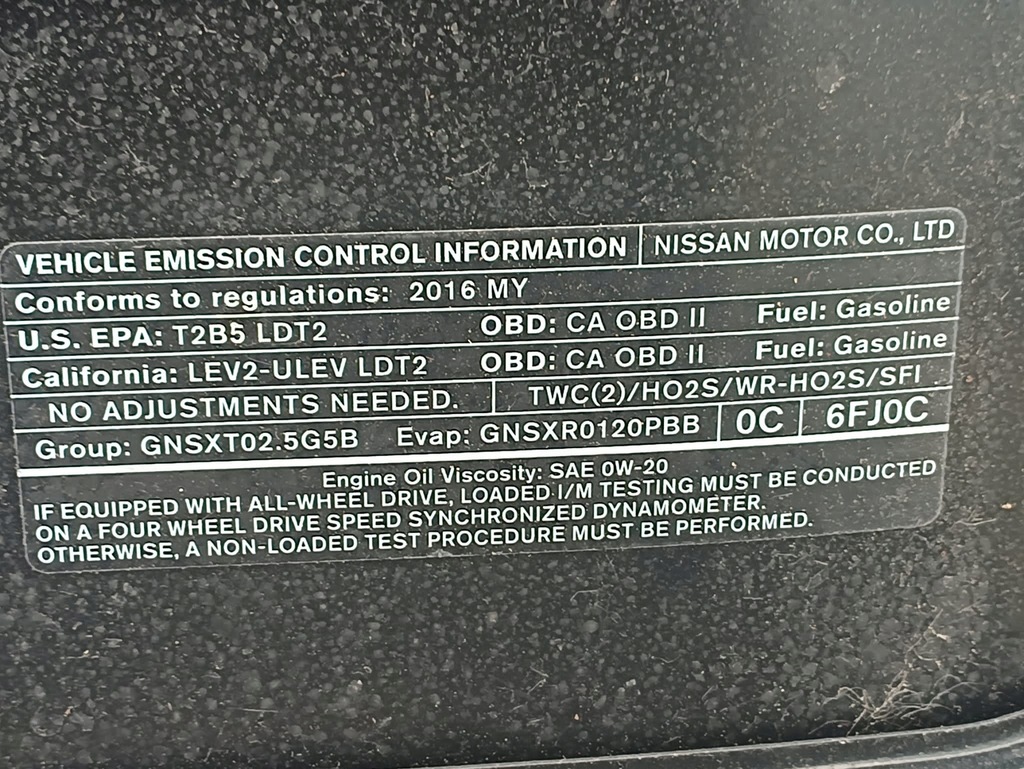 VEHICLE EMISSION CONTROL INFORMATION NISSAN MOTOR CO., LTD
Conforms to regulations: 2016 MY
U.S. EPA: T2B5 LDT2 OBD: CA OBD II Fuel: Gasoline
California: LEV2-ULEV LDT2 OBD: CA OBD II Fuel: Gasoline
NO ADJUSTMENTS NEEDED. TWC(2)/HO2S/WR-HO2S/SFI
Group: GNSXT02.5G5B Evap: GNSXR0120PBB 0C 6FJ0C
Engine Oil Viscosity: SAE 0W-20
IF EQUIPPED WITH ALL-WHEEL DRIVE, LOADED I/M TESTING MUST BE CONDUCTED
ON A FOUR WHEEL DRIVE SPEED SYNCHRONIZED DYNAMOMETER.
OTHERWISE, A NON-LOADED TEST PROCEDURE MUST BE PERFORMED.